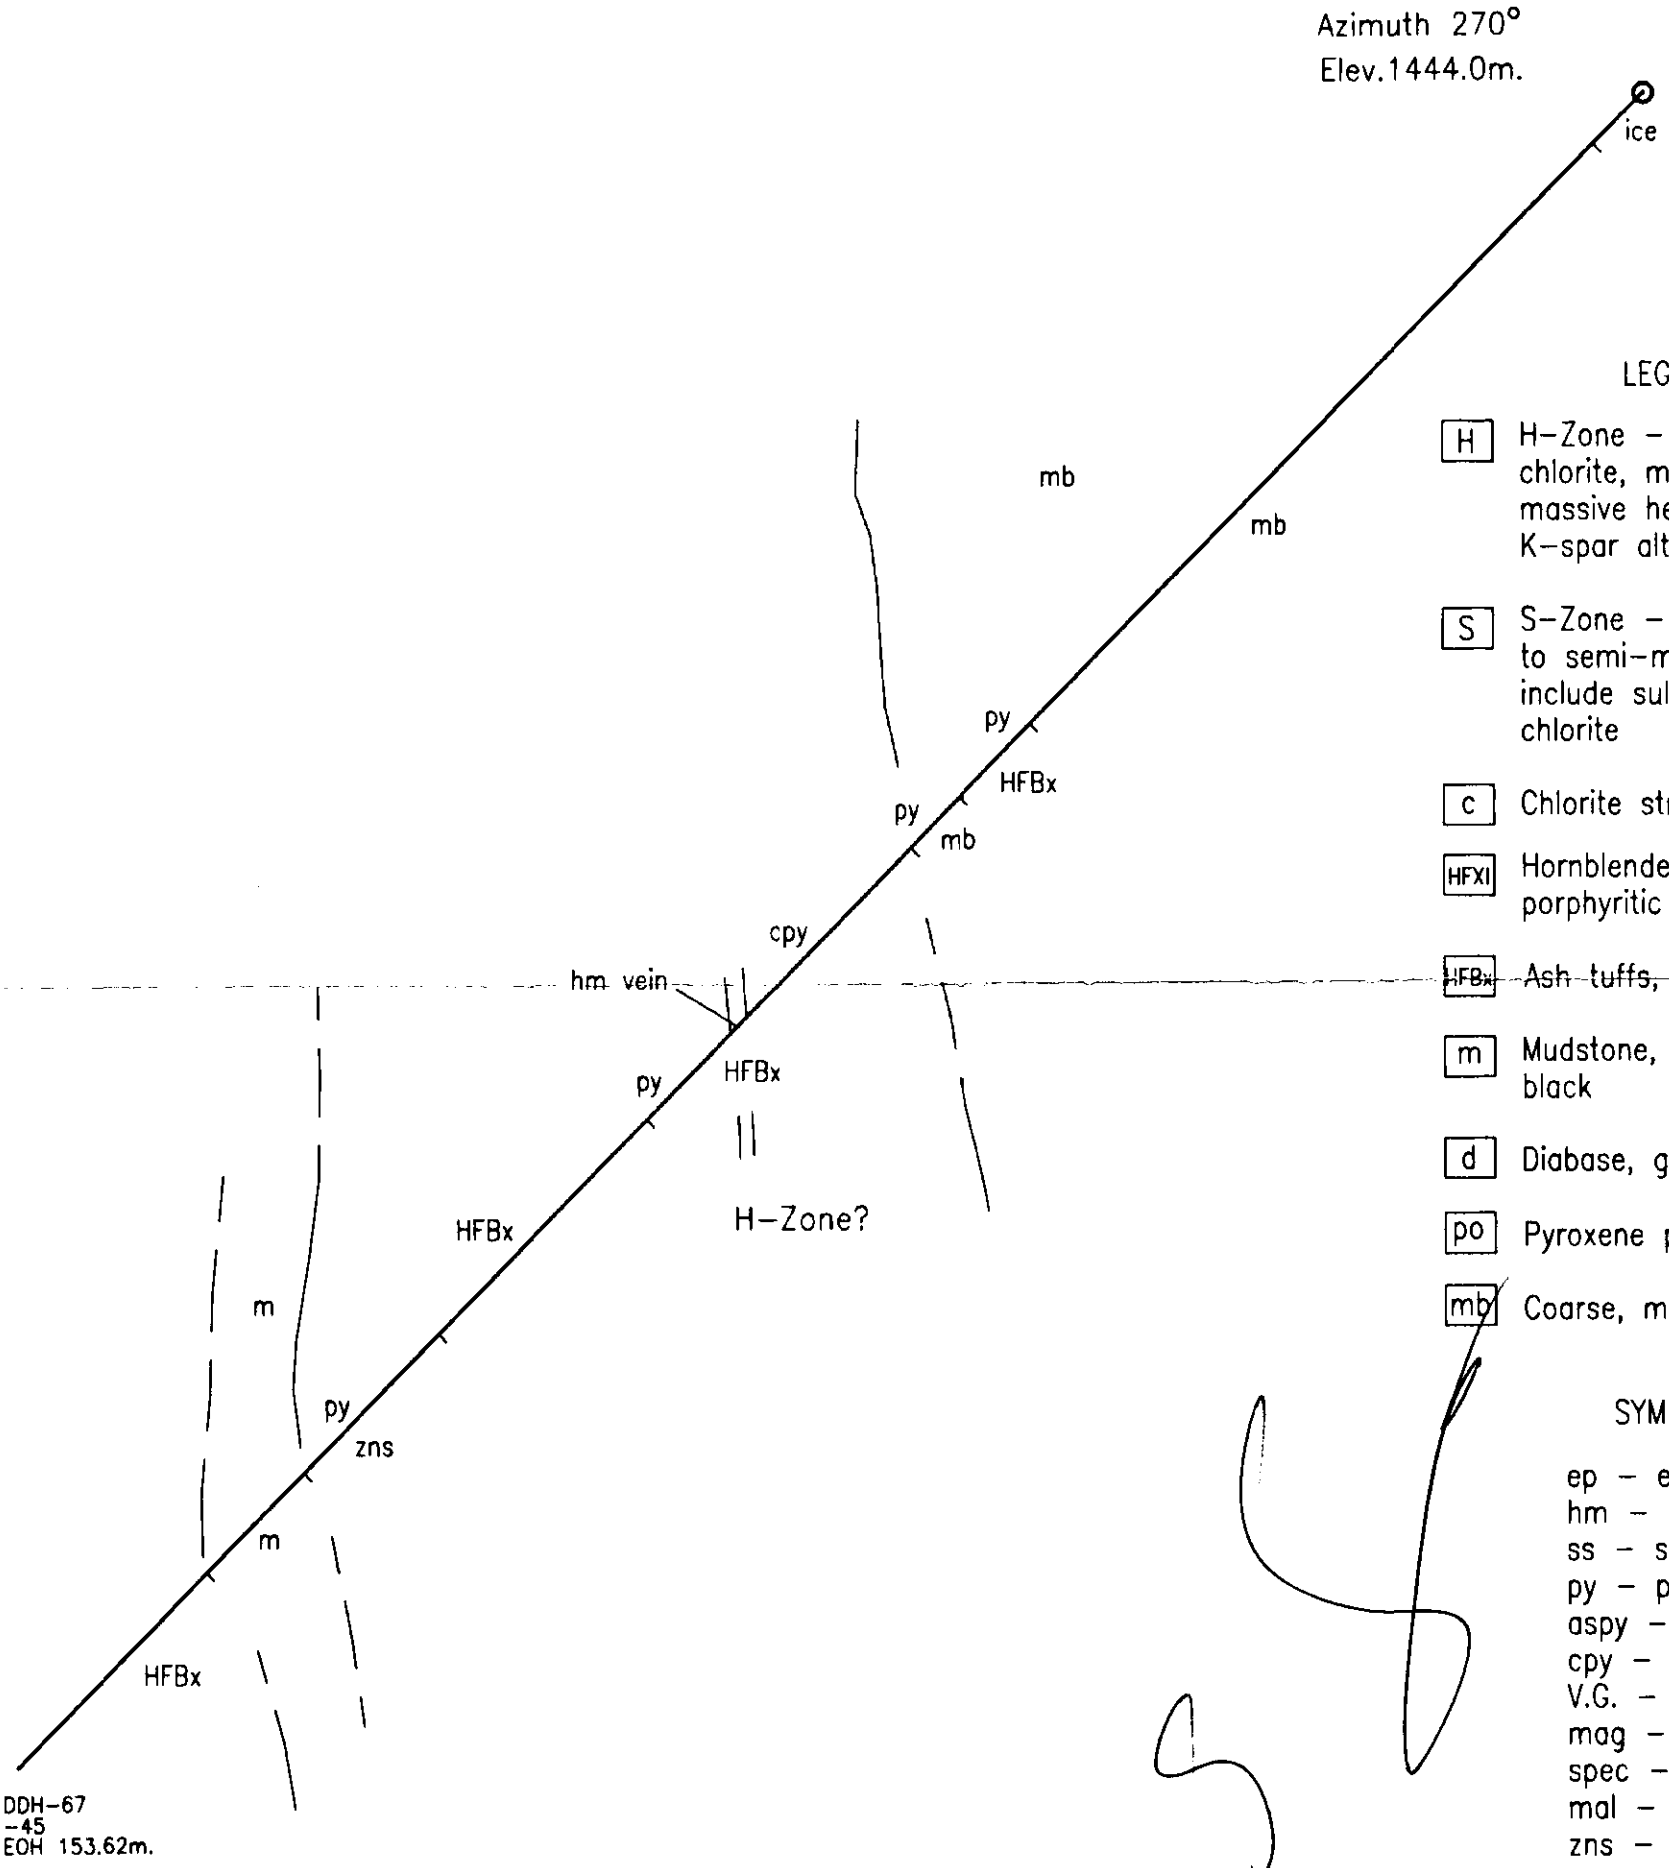 Azimuth 270°
Elev.1444.0m.
ice
LEG
mb
H H-Zone -
chlorite, m
massive he
K-spar alt
mb
S S-Zone -
to semi-m
include sul
chlorite
py
HFBx
py
mb
c Chlorite str
HFXI Hornblende
porphyritic
cpy
hm vein
HFBx Ash tuffs,
m Mudstone,
black
HFBx
py
d Diabase, g
H-Zone?
HFBx
po Pyroxene p
m
mb Coarse, m
py
zns
SYM
ep - e
hm -
m
ss - s
py - p
aspy -
cpy -
HFBx
V.G. -
mag -
spec -
mal -
zns -
DDH-67
-45
EOH 153.62m.